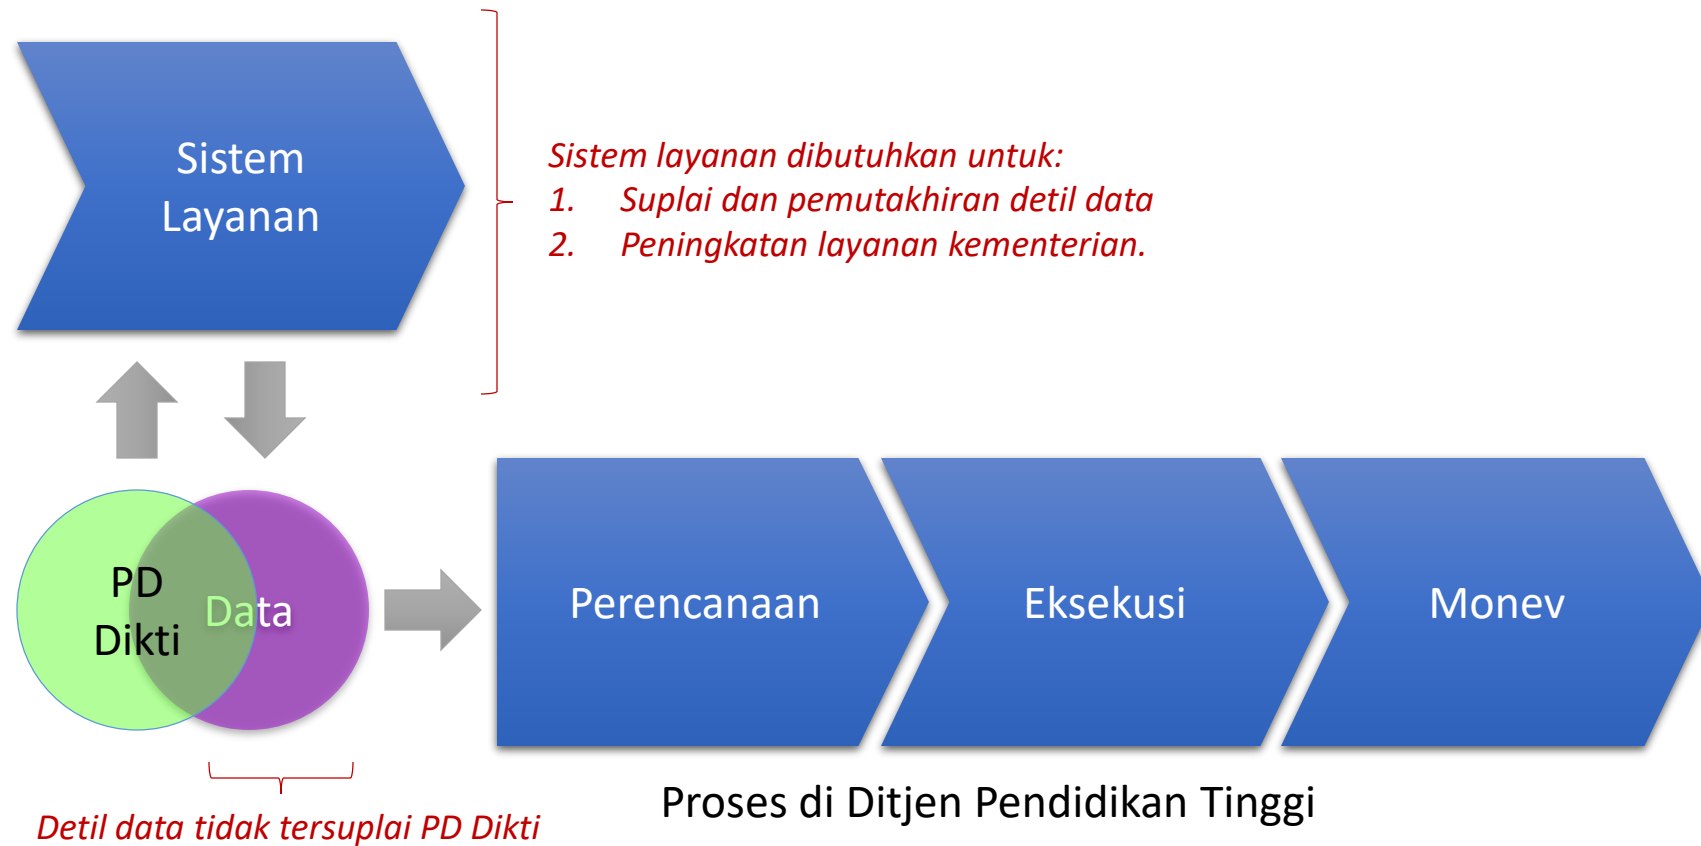 Sistem
Layanan
Sistem layanan dibutuhkan untuk:
1. Suplai dan pemutakhiran detil data
2. Peningkatan layanan kementerian.
PD
Dikti
Data
Perencanaan
Eksekusi
Monev
Proses di Ditjen Pendidikan Tinggi
Detil data tidak tersuplai PD Dikti